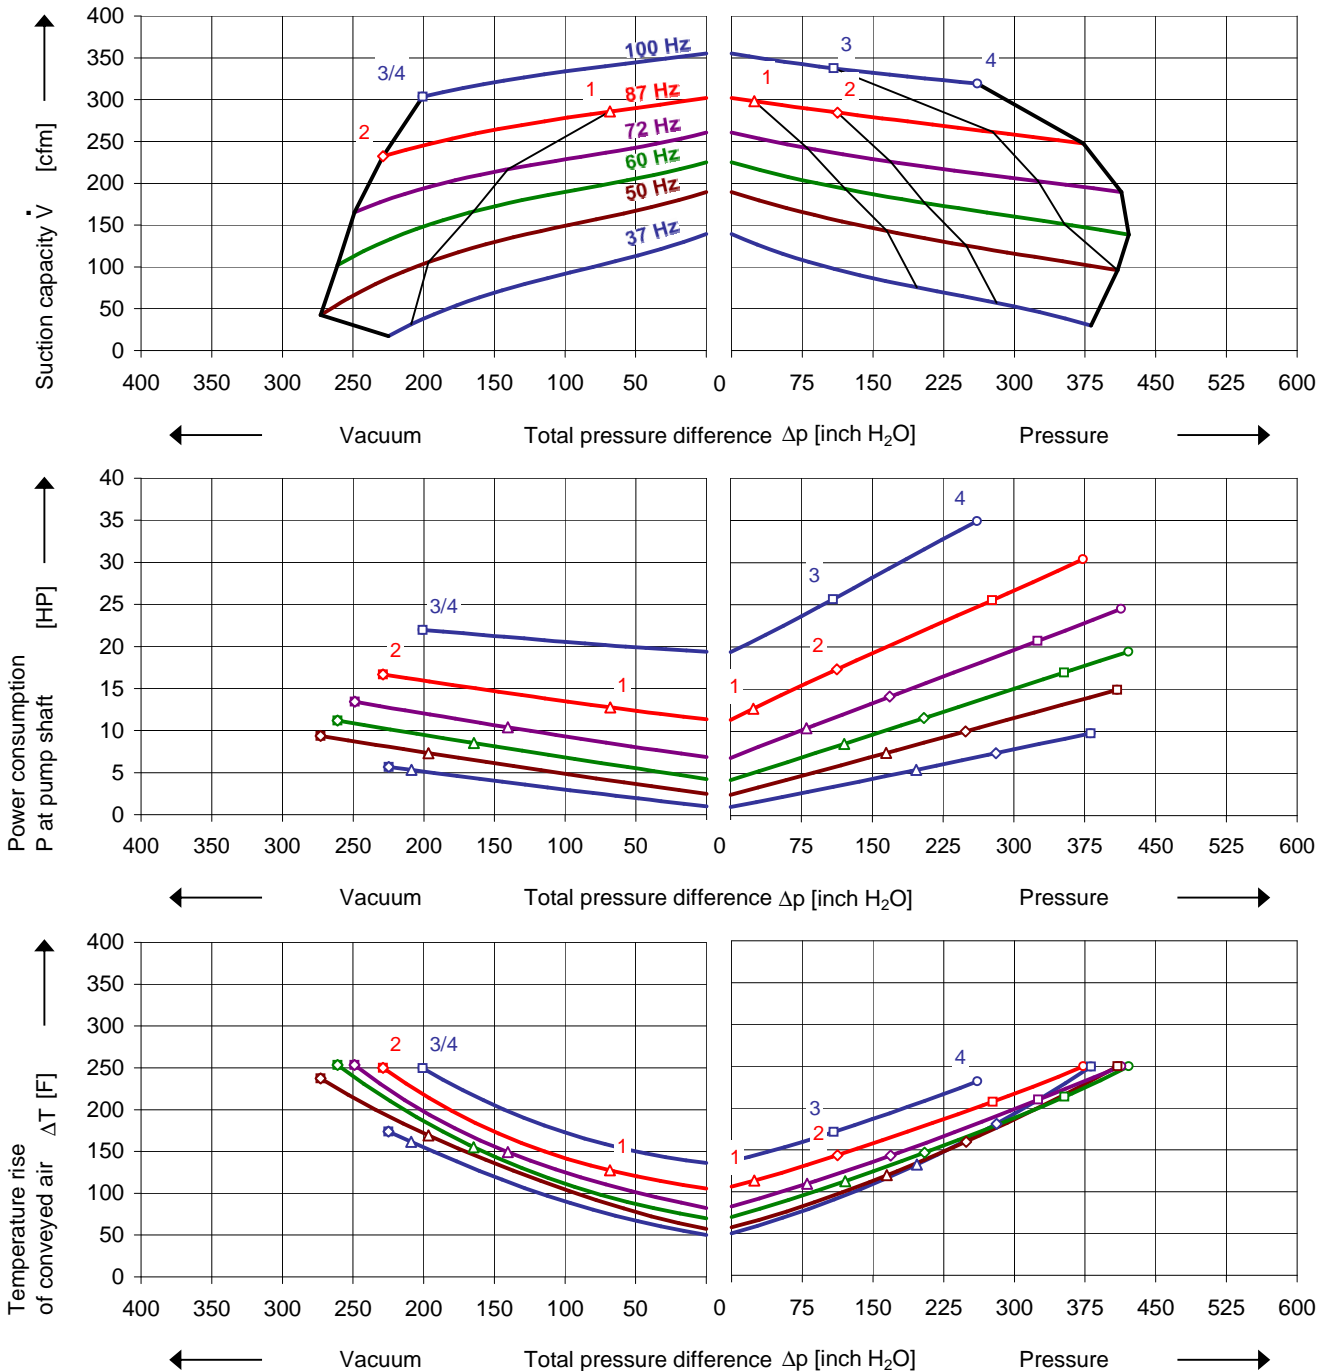 400
350
300
250
200
150
100
50
0
Suction capacity V̇ [cfm]
3/4
2
1
100 Hz
87 Hz
72 Hz
60 Hz
50 Hz
37 Hz
1
2
3
4
400 350 300 250 200 150 100 50 0 75 150 225 300 375 450 525 600
Vacuum Total pressure difference Δp [inch H₂O] Pressure
40
35
30
25
20
15
10
5
0
Power consumption
P at pump shaft [HP]
3/4
2
1
1
2
3
4
400 350 300 250 200 150 100 50 0 75 150 225 300 375 450 525 600
Vacuum Total pressure difference Δp [inch H₂O] Pressure
400
350
300
250
200
150
100
50
0
Temperature rise
of conveyed air ΔT [F]
2
3/4
1
1
2
3
4
400 350 300 250 200 150 100 50 0 75 150 225 300 375 450 525 600
Vacuum Total pressure difference Δp [inch H₂O] Pressure